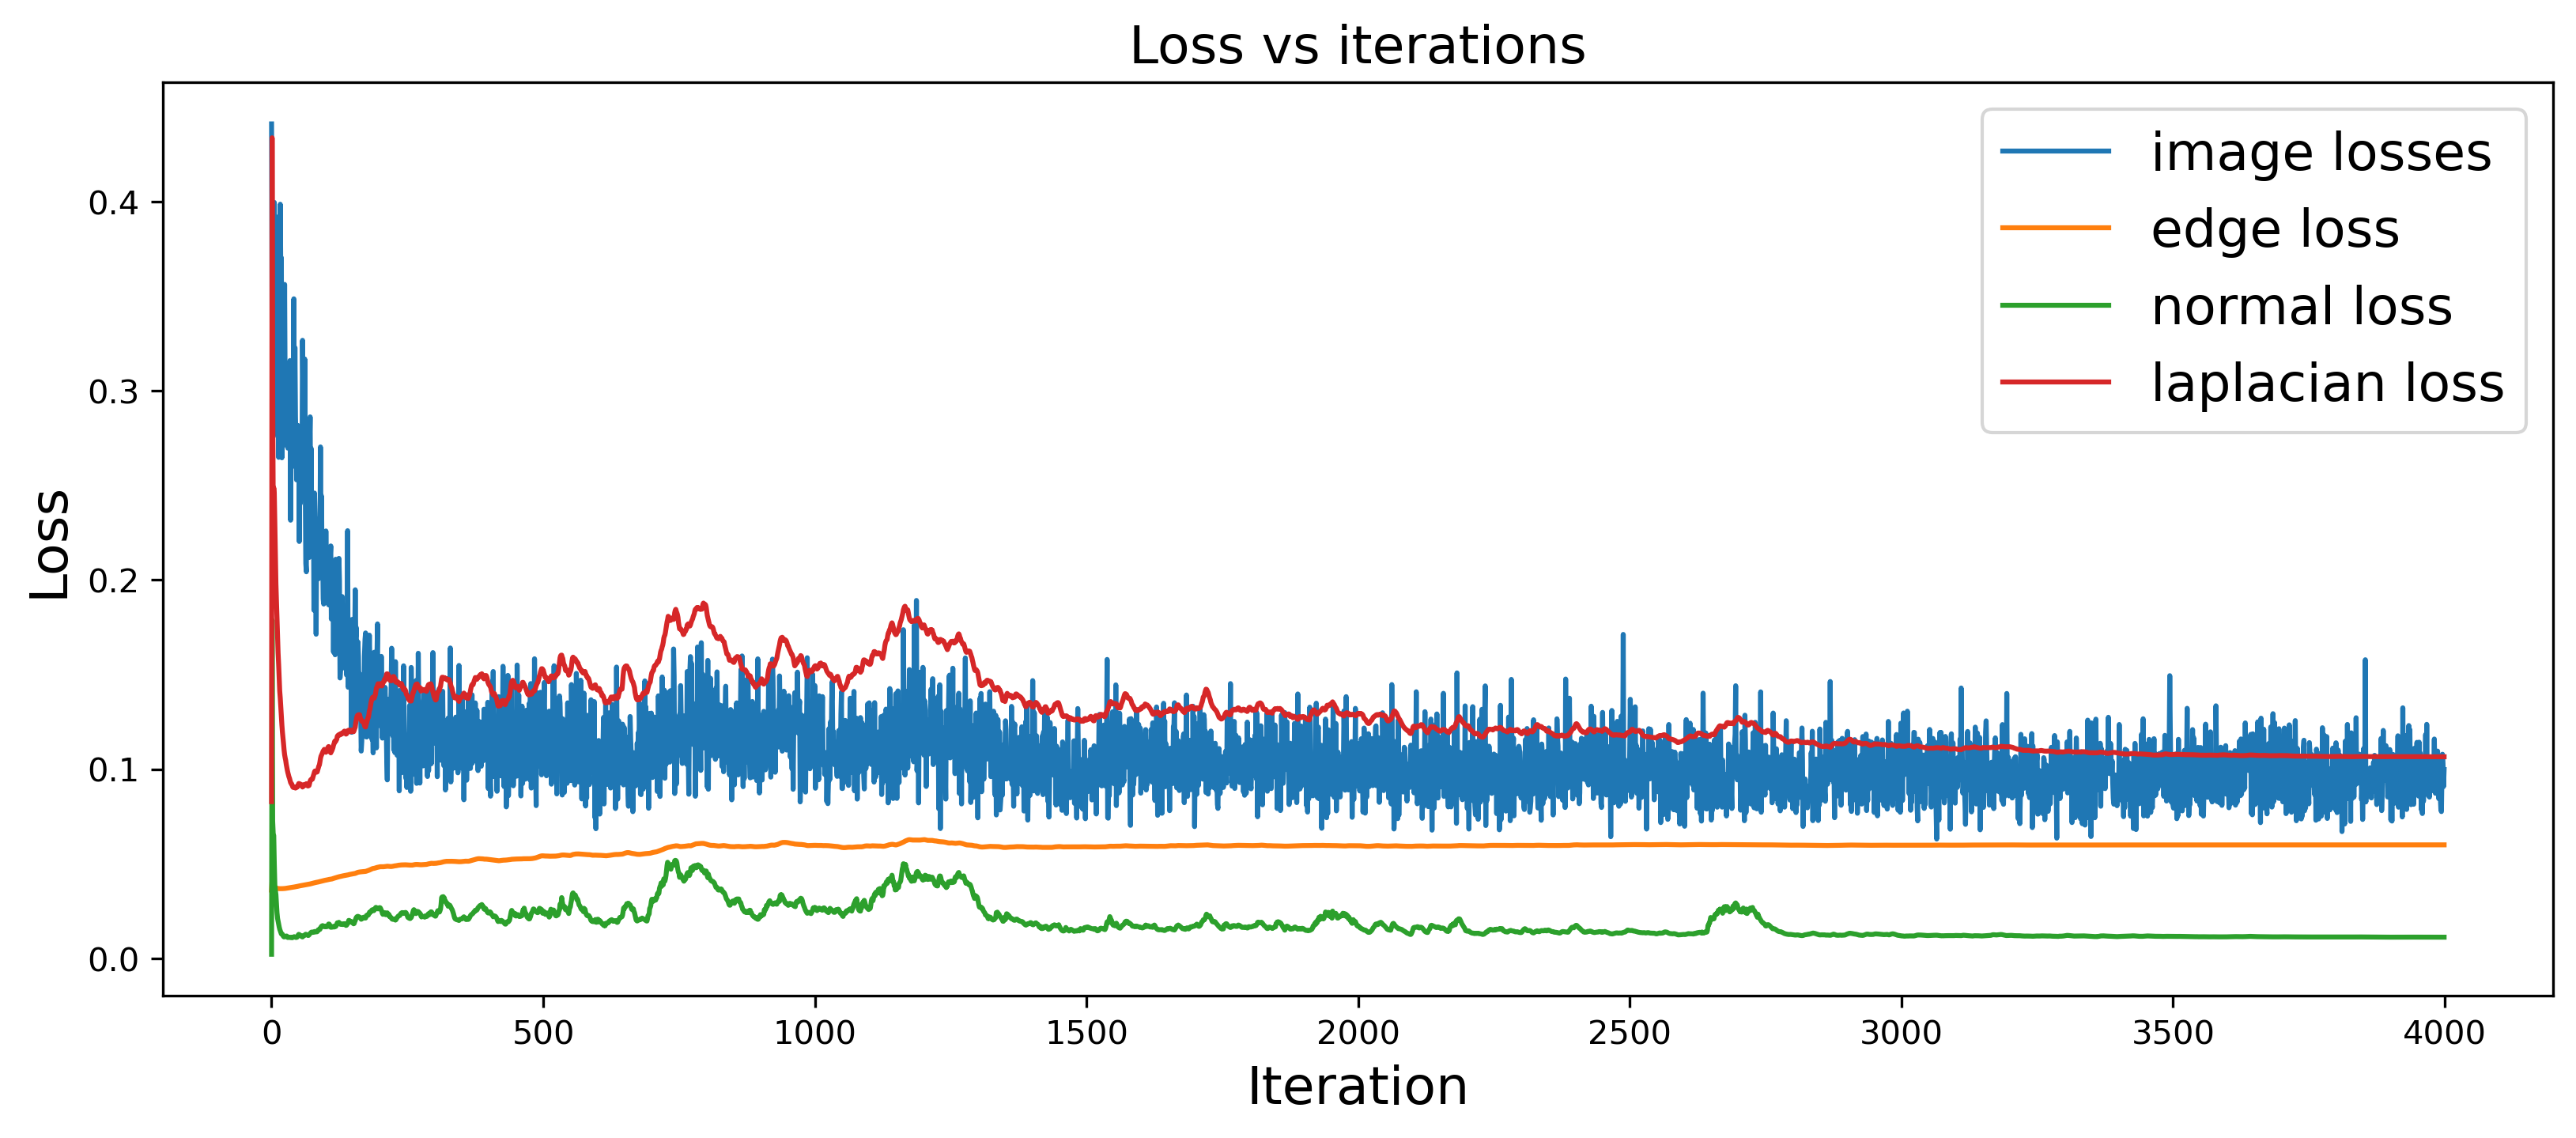 Loss vs iterations
image losses
edge loss
normal loss
laplacian loss
Loss
0.4
0.3
0.2
0.1
0.0
0 500 1000 1500 2000 2500 3000 3500 4000
Iteration